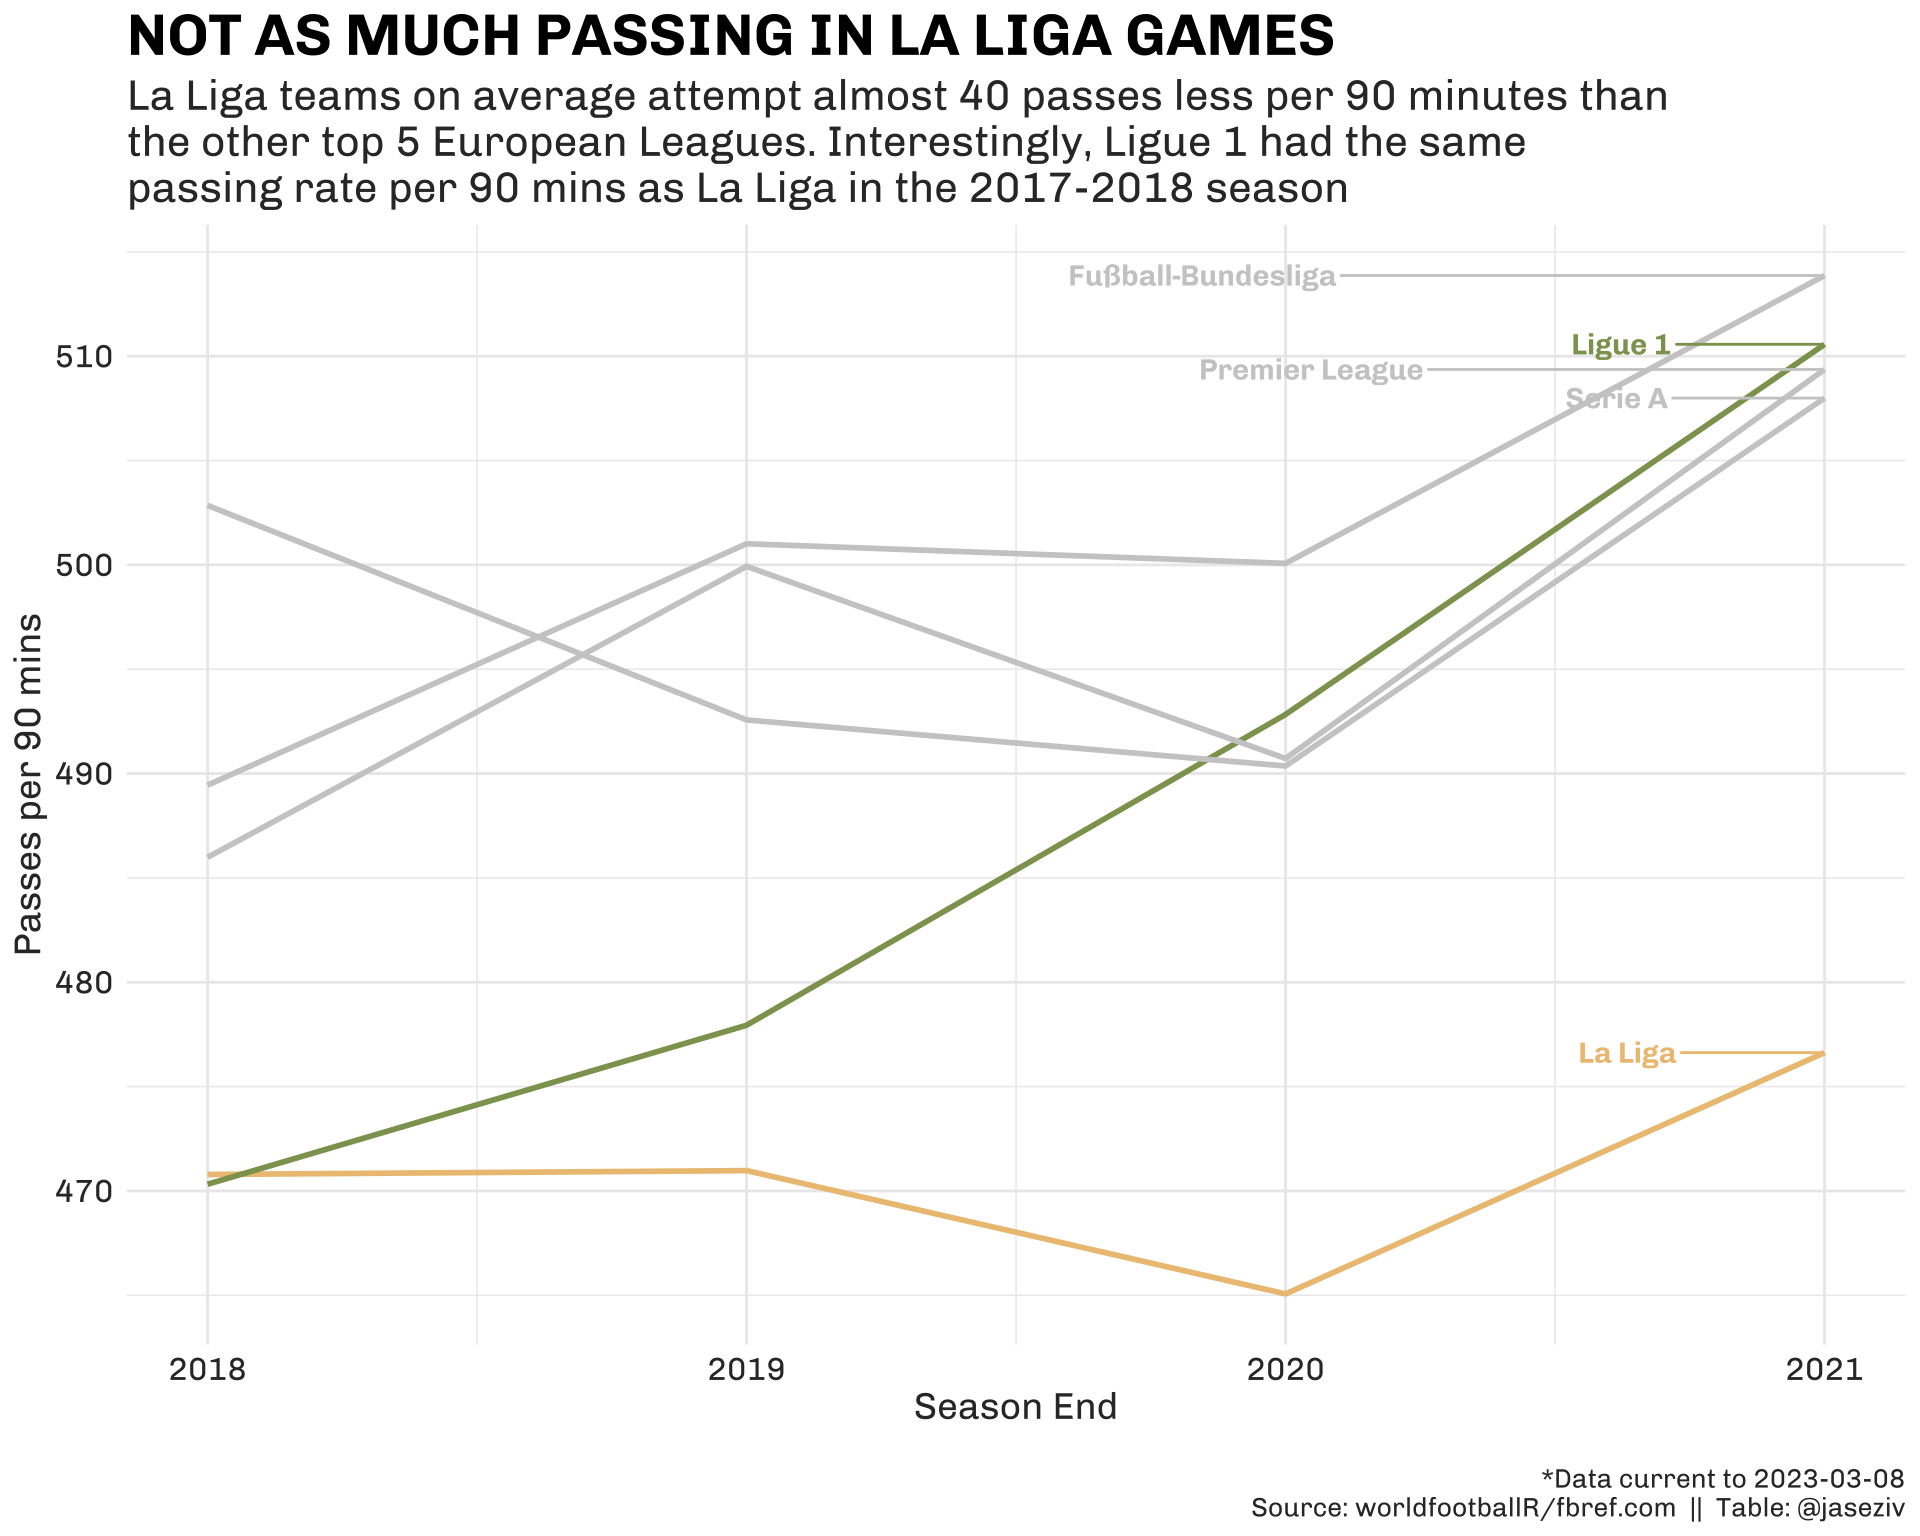 NOT AS MUCH PASSING IN LA LIGA GAMES
La Liga teams on average attempt almost 40 passes less per 90 minutes than
the other top 5 European Leagues. Interestingly, Ligue 1 had the same
passing rate per 90 mins as La Liga in the 2017-2018 season
Fußball-Bundesliga
Ligue 1
Premier League
Serie A
La Liga
510
500
490
480
470
Passes per 90 mins
2018
2019
2020
2021
Season End
*Data current to 2023-03-08
Source: worldfootballR/fbref.com || Table: @jaseziv